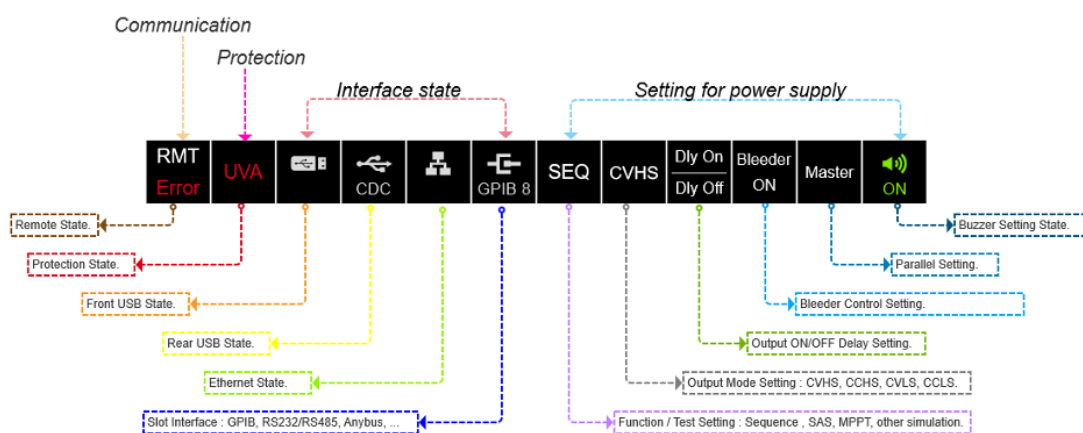 Communication
Protection
Interface state
Setting for power supply
RMT
Error
UVA
CDC
GPIB 8
SEQ
CVHS
Dly On
Dly Off
Bleeder
ON
Master
ON
Remote State.
Buzzer Setting State.
Protection State.
Parallel Setting.
Front USB State.
Bleeder Control Setting.
Rear USB State.
Output ON/OFF Delay Setting.
Ethernet State.
Output Mode Setting : CVHS, CCHS, CVLS, CCLS.
Slot Interface : GPIB, RS232/RS485, Anybus, ...
Function / Test Setting : Sequence , SAS, MPPT, other simulation.